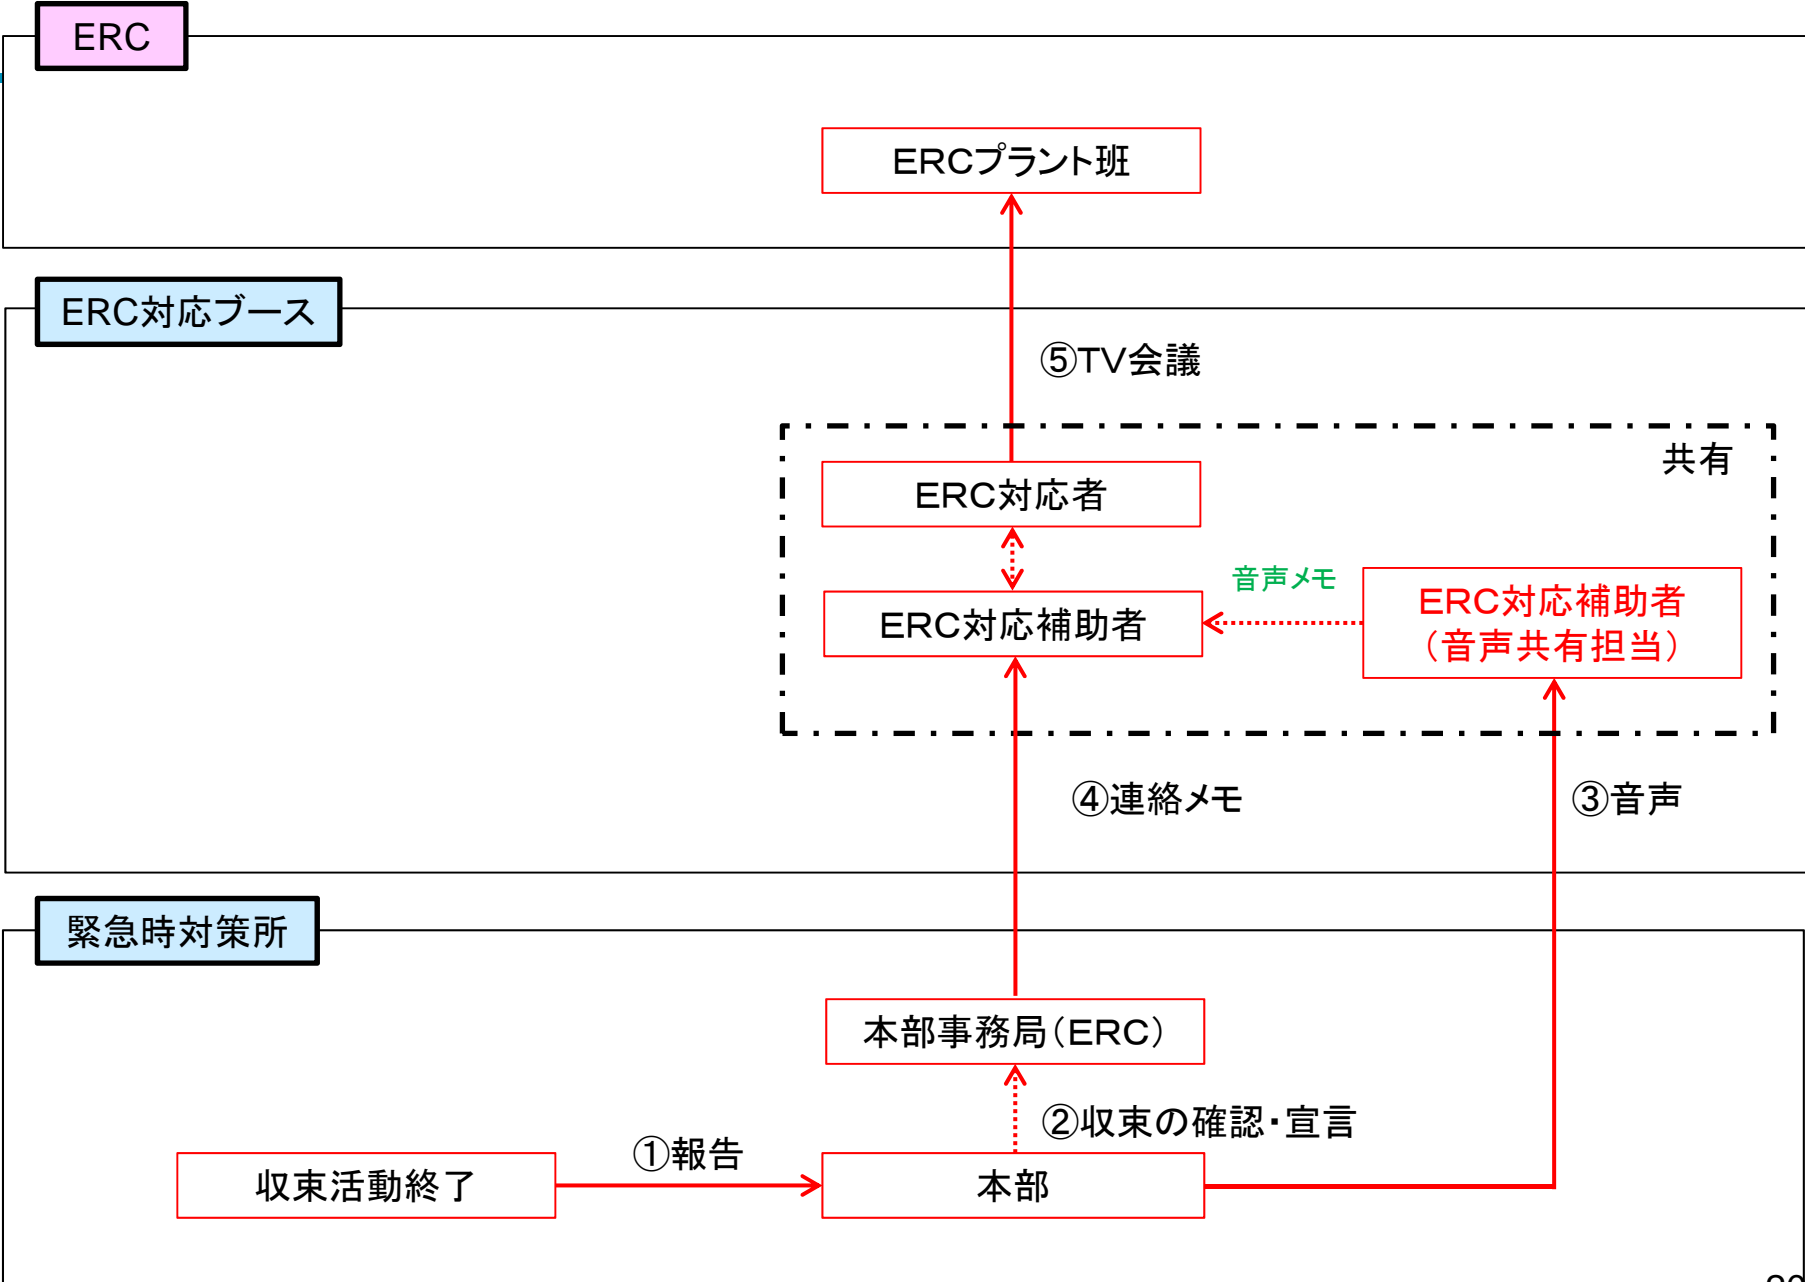 ERC
ERCプラント班
ERC対応ブース
⑤TV会議
共有
ERC対応者
音声メモ
ERC対応補助者
ERC対応補助者
（音声共有担当）
④連絡メモ
③音声
緊急時対策所
本部事務局（ERC）
②収束の確認・宣言
①報告
収束活動終了
本部